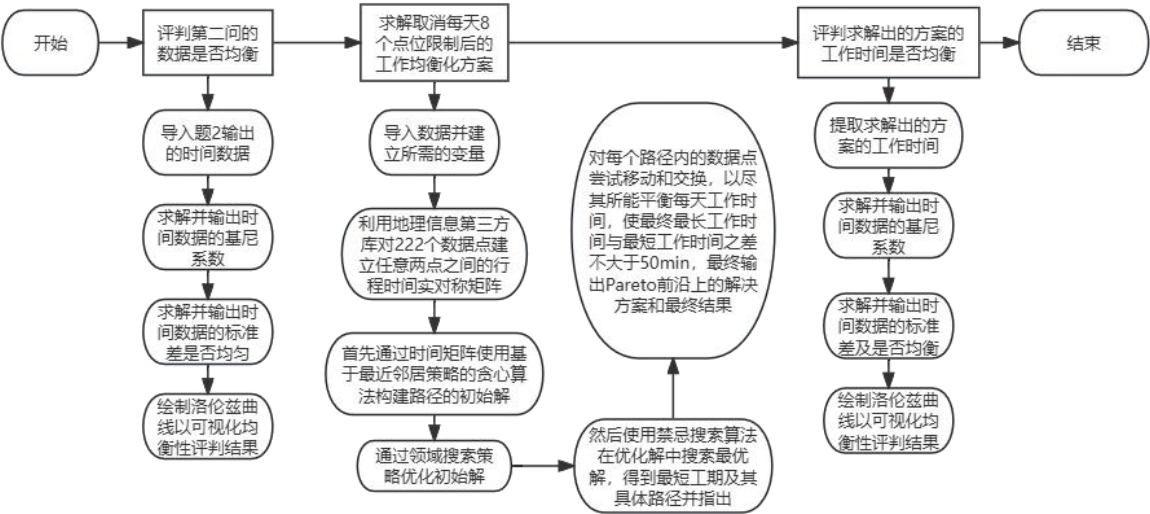 开始
评判第二问的
数据是否均衡
求解取消每天8
个点位限制后的
工作均衡化方案
评判求解出的方案的
工作时间是否均衡
结束
导入题2输出
的时间数据
求解并输出时
间数据的基尼
系数
求解并输出时
间数据的标准
差是否均匀
绘制洛伦兹曲
线以可视化均
衡性评判结果
导入数据并建
立所需的变量
利用地理信息第三方
库对222个数据点建
立任意两点之间的行
程时间实对称矩阵
首先通过时间矩阵使用基
于最近邻居策略的贪心算
法构建路径的初始解
通过领域搜索策
略优化初始解
然后使用禁忌搜索算法
在优化解中搜索最优
解，得到最短工期及其
具体路径并指出
对每个路径内的数据点
尝试移动和交换，以尽
其所能平衡每天工作时
间，使最终最长工作时
间与最短工作时间之差
不大于50min，最终输
出Pareto前沿上的解决
方案和最终结果
提取求解出的方
案的工作时间
求解并输出时
间数据的基尼
系数
求解并输出时
间数据的标准
差及是否均衡
绘制洛伦兹曲
线以可视化均
衡性评判结果